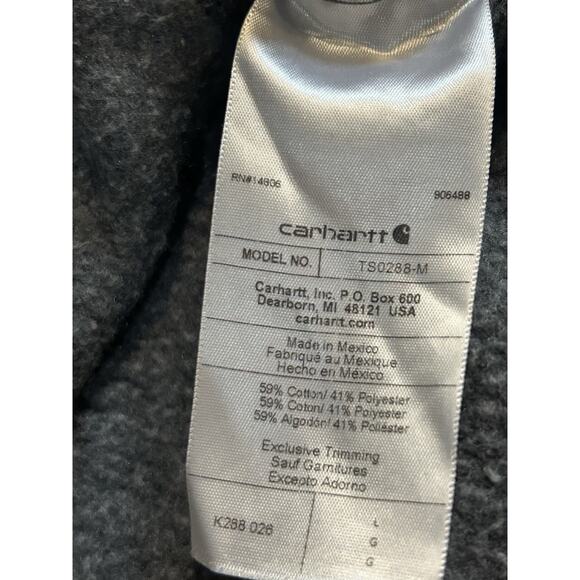 RN#14806
906488
carhartt
MODEL NO. TS0288-M
Carhartt, Inc. P.O. Box 600
Dearborn, MI 48121 USA
carhartt.com
Made in Mexico
Fabriqué au Mexique
Hecho en México
59% Cotton/ 41% Polyester
59% Coton/ 41% Polyester
59% Algodón/ 41% Poliéster
Exclusive Trimming
Sauf Garnitures
Excepto Adorno
K288 026
L
G
G